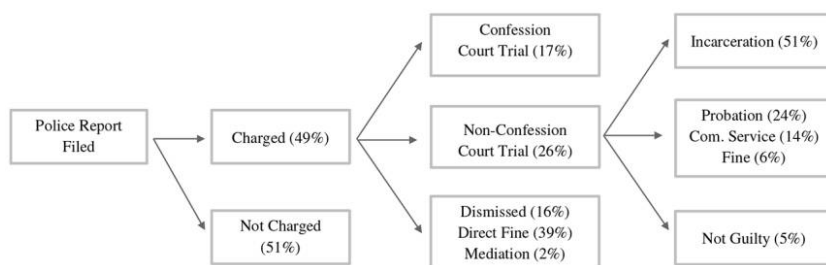 Police Report
Filed
Charged (49%)
Not Charged
(51%)
Confession
Court Trial (17%)
Non-Confession
Court Trial (26%)
Dismissed (16%)
Direct Fine (39%)
Mediation (2%)
Incarceration (51%)
Probation (24%)
Com. Service (14%)
Fine (6%)
Not Guilty (5%)